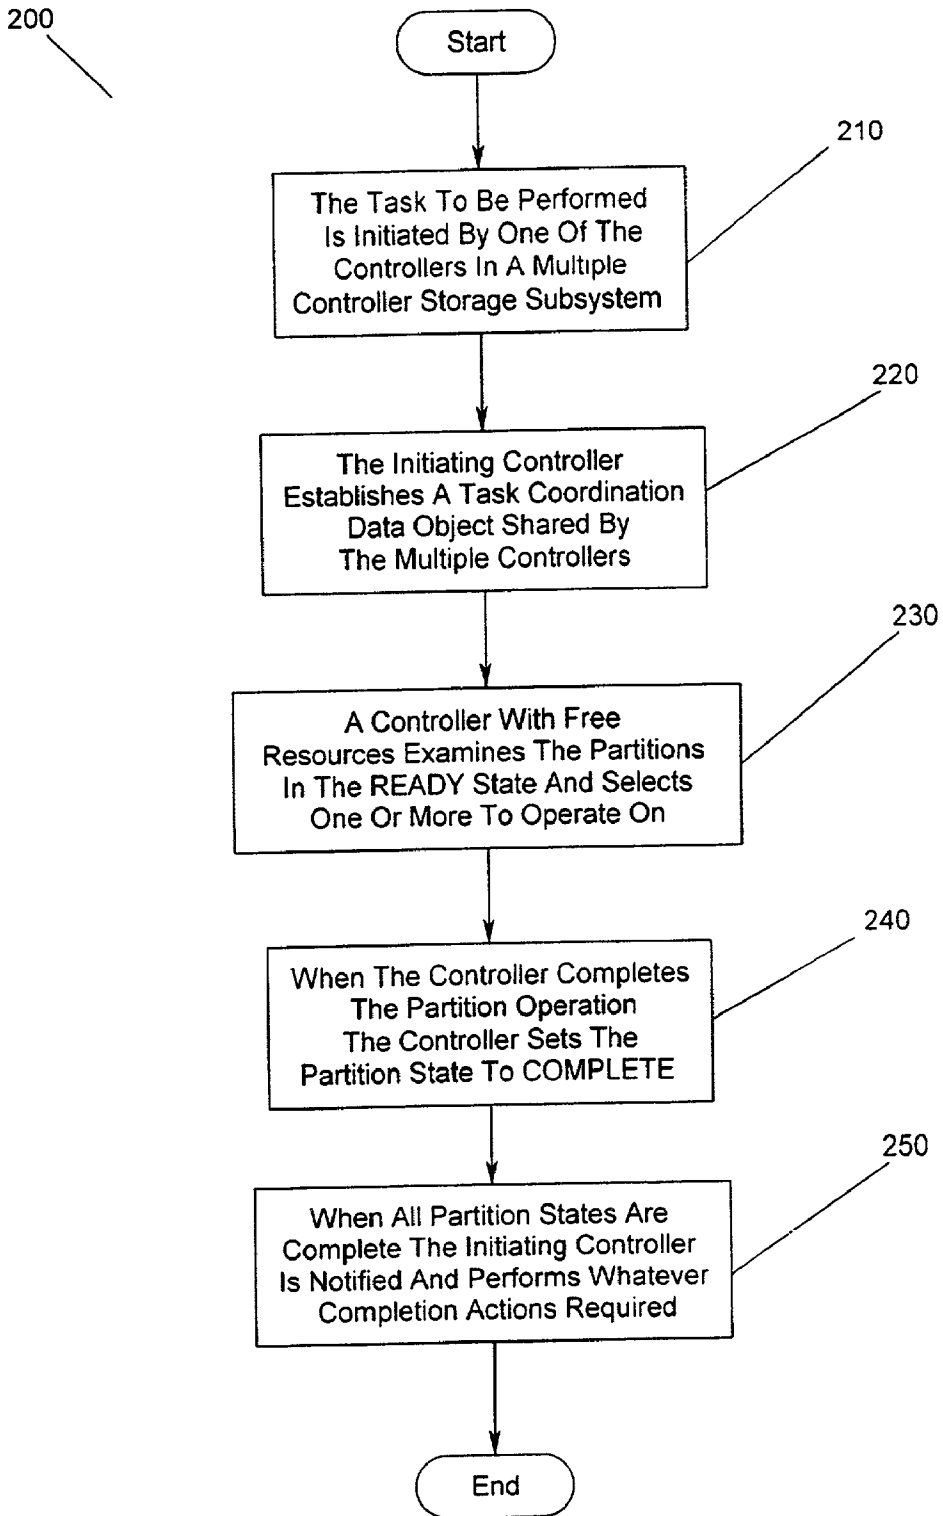 200
Start
210
The Task To Be Performed
Is Initiated By One Of The
Controllers In A Multiple
Controller Storage Subsystem
220
The Initiating Controller
Establishes A Task Coordination
Data Object Shared By
The Multiple Controllers
230
A Controller With Free
Resources Examines The Partitions
In The READY State And Selects
One Or More To Operate On
240
When The Controller Completes
The Partition Operation
The Controller Sets The
Partition State To COMPLETE
250
When All Partition States Are
Complete The Initiating Controller
Is Notified And Performs Whatever
Completion Actions Required
End